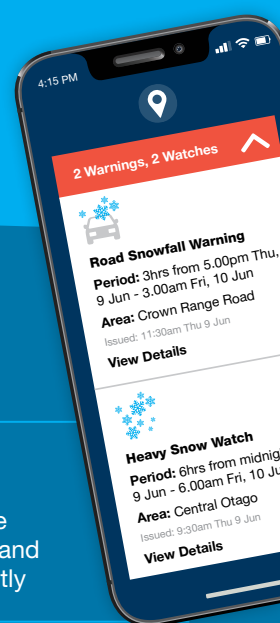 4:15 PM
2 Warnings, 2 Watches
Road Snowfall Warning
Period: 3hrs from 5.00pm Thu,
9 Jun - 3.00am Fri, 10 Jun
Area: Crown Range Road
Issued: 11:30am Thu 9 Jun
View Details
Heavy Snow Watch
Period: 6hrs from
9 Jun - 6.00am Fri, 10
Area: Central Otago
Issued: 9:30am Thu 9 Jun
View Details
and